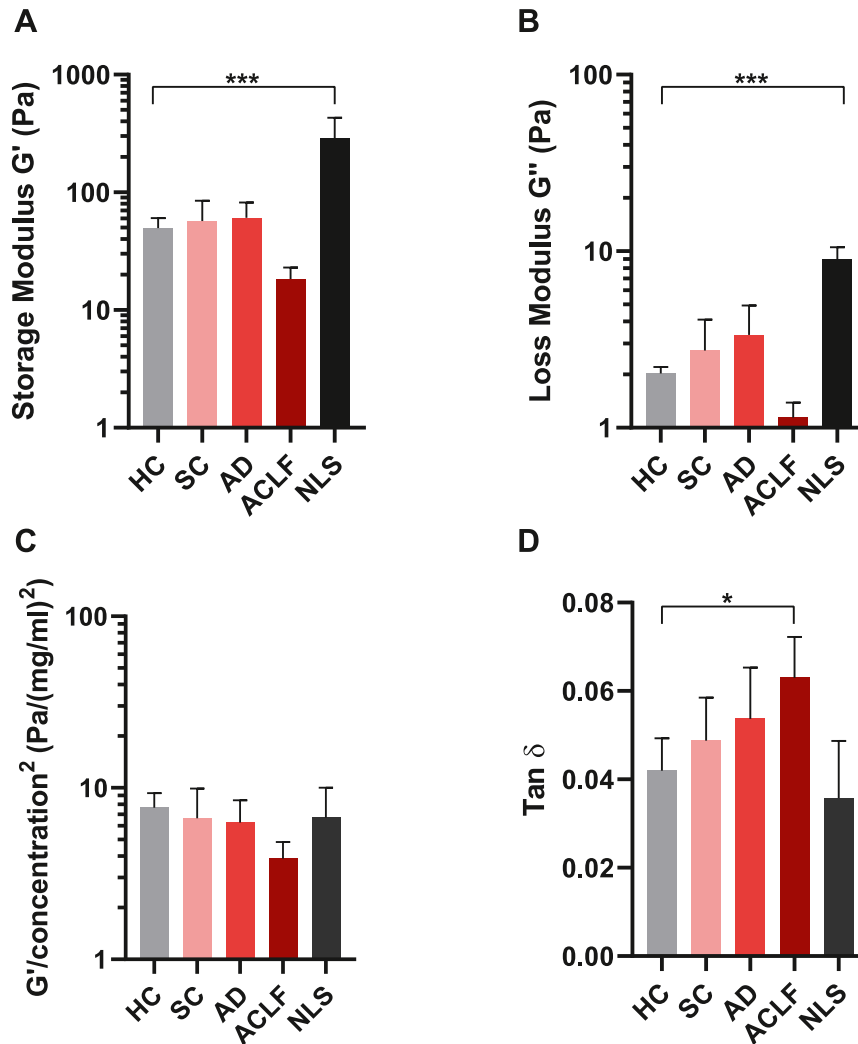 A
Storage Modulus G' (Pa)
1000
100
10
1
***
HC
SC
AD
ACLF
NLS
B
Loss Modulus G'' (Pa)
100
10
1
***
HC
SC
AD
ACLF
NLS
C
G'/concentration² (Pa/(mg/ml)²)
100
10
1
HC
SC
AD
ACLF
NLS
D
Tan δ
0.08
0.06
0.04
0.02
0.00
*
HC
SC
AD
ACLF
NLS